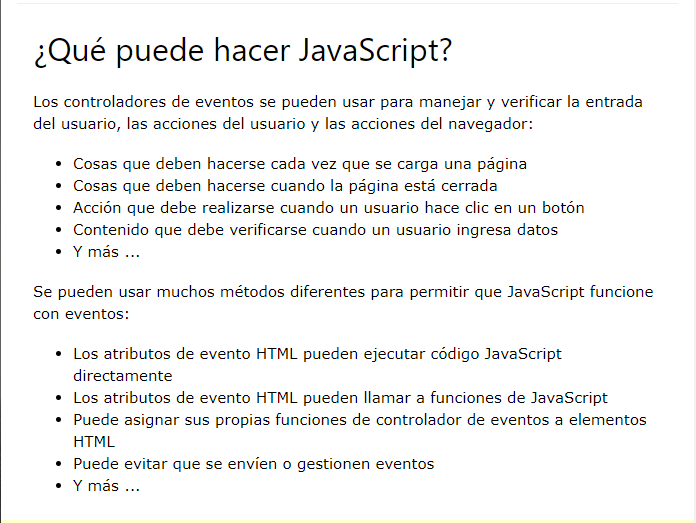 ¿Qué puede hacer JavaScript?
Los controladores de eventos se pueden usar para manejar y verificar la entrada
del usuario, las acciones del usuario y las acciones del navegador:
• Cosas que deben hacerse cada vez que se carga una página
• Cosas que deben hacerse cuando la página está cerrada
• Acción que debe realizarse cuando un usuario hace clic en un botón
• Contenido que debe verificarse cuando un usuario ingresa datos
• Y más ...
Se pueden usar muchos métodos diferentes para permitir que JavaScript funcione
con eventos:
• Los atributos de evento HTML pueden ejecutar código JavaScript
directamente
• Los atributos de evento HTML pueden llamar a funciones de JavaScript
• Puede asignar sus propias funciones de controlador de eventos a elementos
HTML
• Puede evitar que se envíen o gestionen eventos
• Y más ...